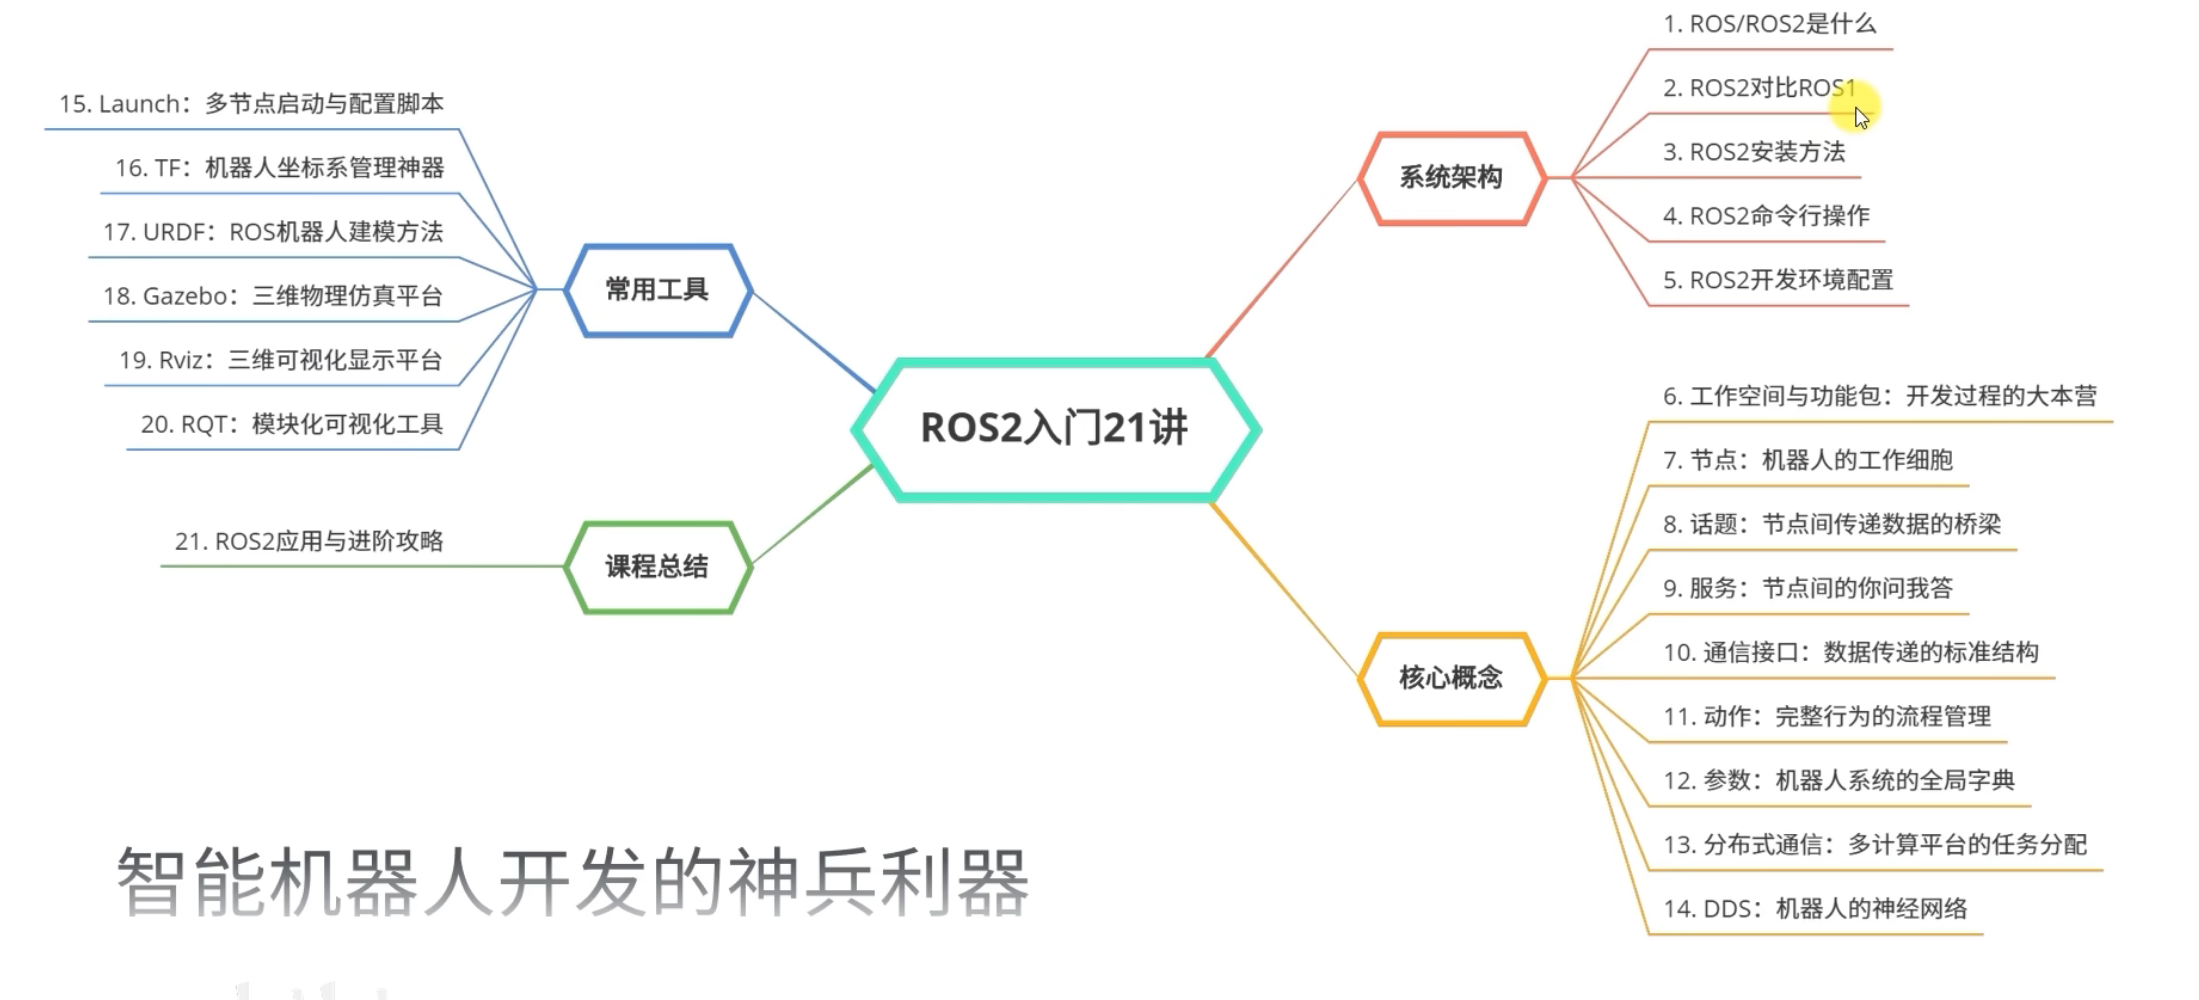 ROS2入门21讲
系统架构
1. ROS/ROS2是什么
2. ROS2对比ROS1
3. ROS2安装方法
4. ROS2命令行操作
5. ROS2开发环境配置
核心概念
6. 工作空间与功能包：开发过程的大本营
7. 节点：机器人的工作细胞
8. 话题：节点间传递数据的桥梁
9. 服务：节点间的你问我答
10. 通信接口：数据传递的标准结构
11. 动作：完整行为的流程管理
12. 参数：机器人系统的全局字典
13. 分布式通信：多计算平台的任务分配
14. DDS：机器人的神经网络
常用工具
15. Launch：多节点启动与配置脚本
16. TF：机器人坐标系管理神器
17. URDF：ROS机器人建模方法
18. Gazebo：三维物理仿真平台
19. Rviz：三维可视化显示平台
20. RQT：模块化可视化工具
课程总结
21. ROS2应用与进阶攻略
智能机器人开发的神兵利器